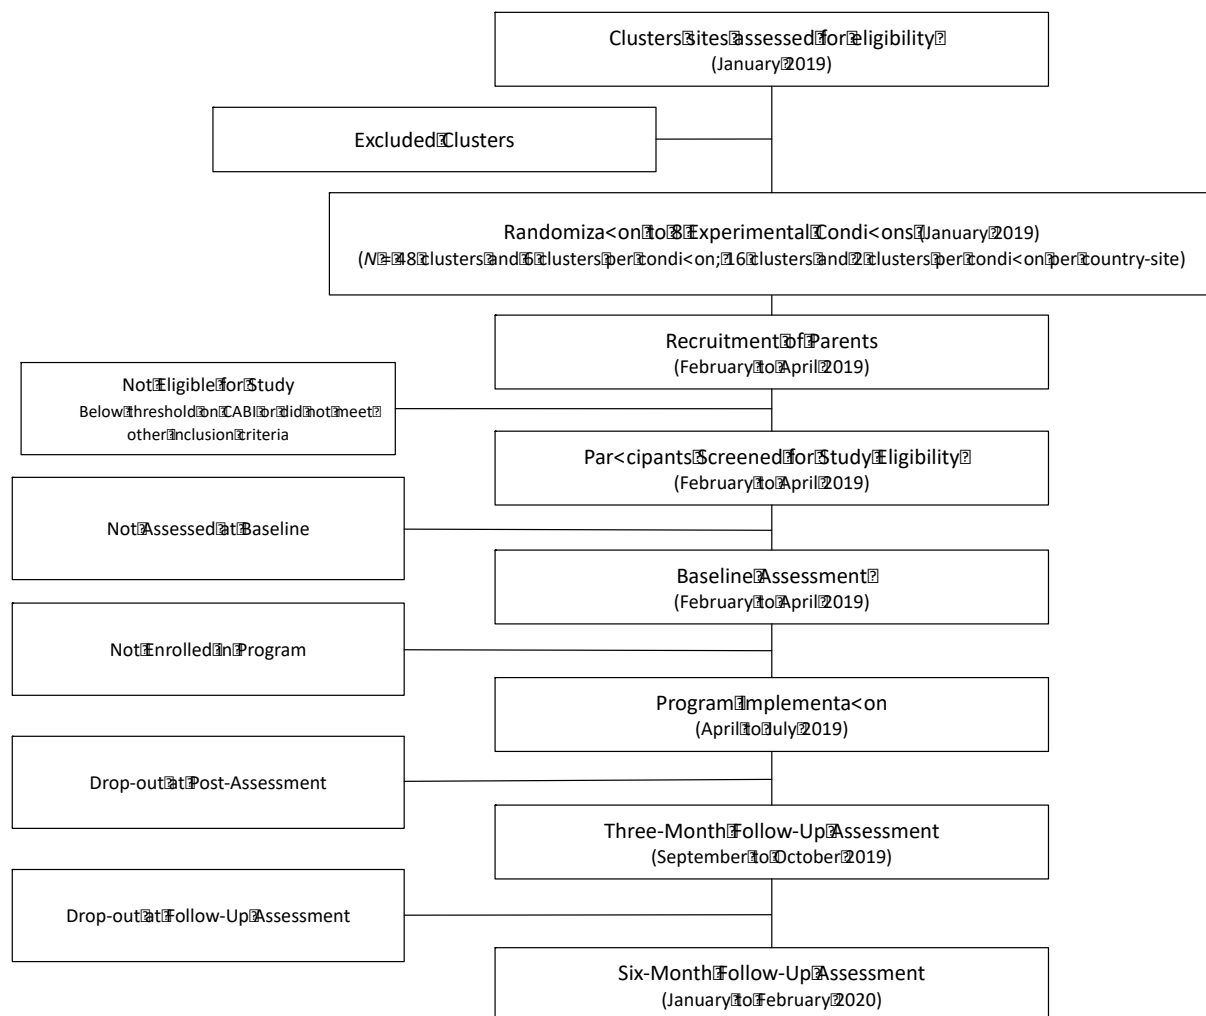 Clusters sites assessed for eligibility
(January 2019)
Excluded Clusters
Randomiza<on to 8 Experimental Condi<ons (January 2019)
(N = 48 clusters and 6 clusters per condi<on; 16 clusters and 2 clusters per condi<on per country-site)
Recruitment of Parents
(February to April 2019)
Not Eligible for Study
Below threshold on CABI or did not meet
other inclusion criteria
Par<cipants Screened for Study Eligibility
(February to April 2019)
Not Assessed at Baseline
Baseline Assessment
(February to April 2019)
Not Enrolled in Program
Program Implementa<on
(April to July 2019)
Drop-out at Post-Assessment
Three-Month Follow-Up Assessment
(September to October 2019)
Drop-out at Follow-Up Assessment
Six-Month Follow-Up Assessment
(January to February 2020)